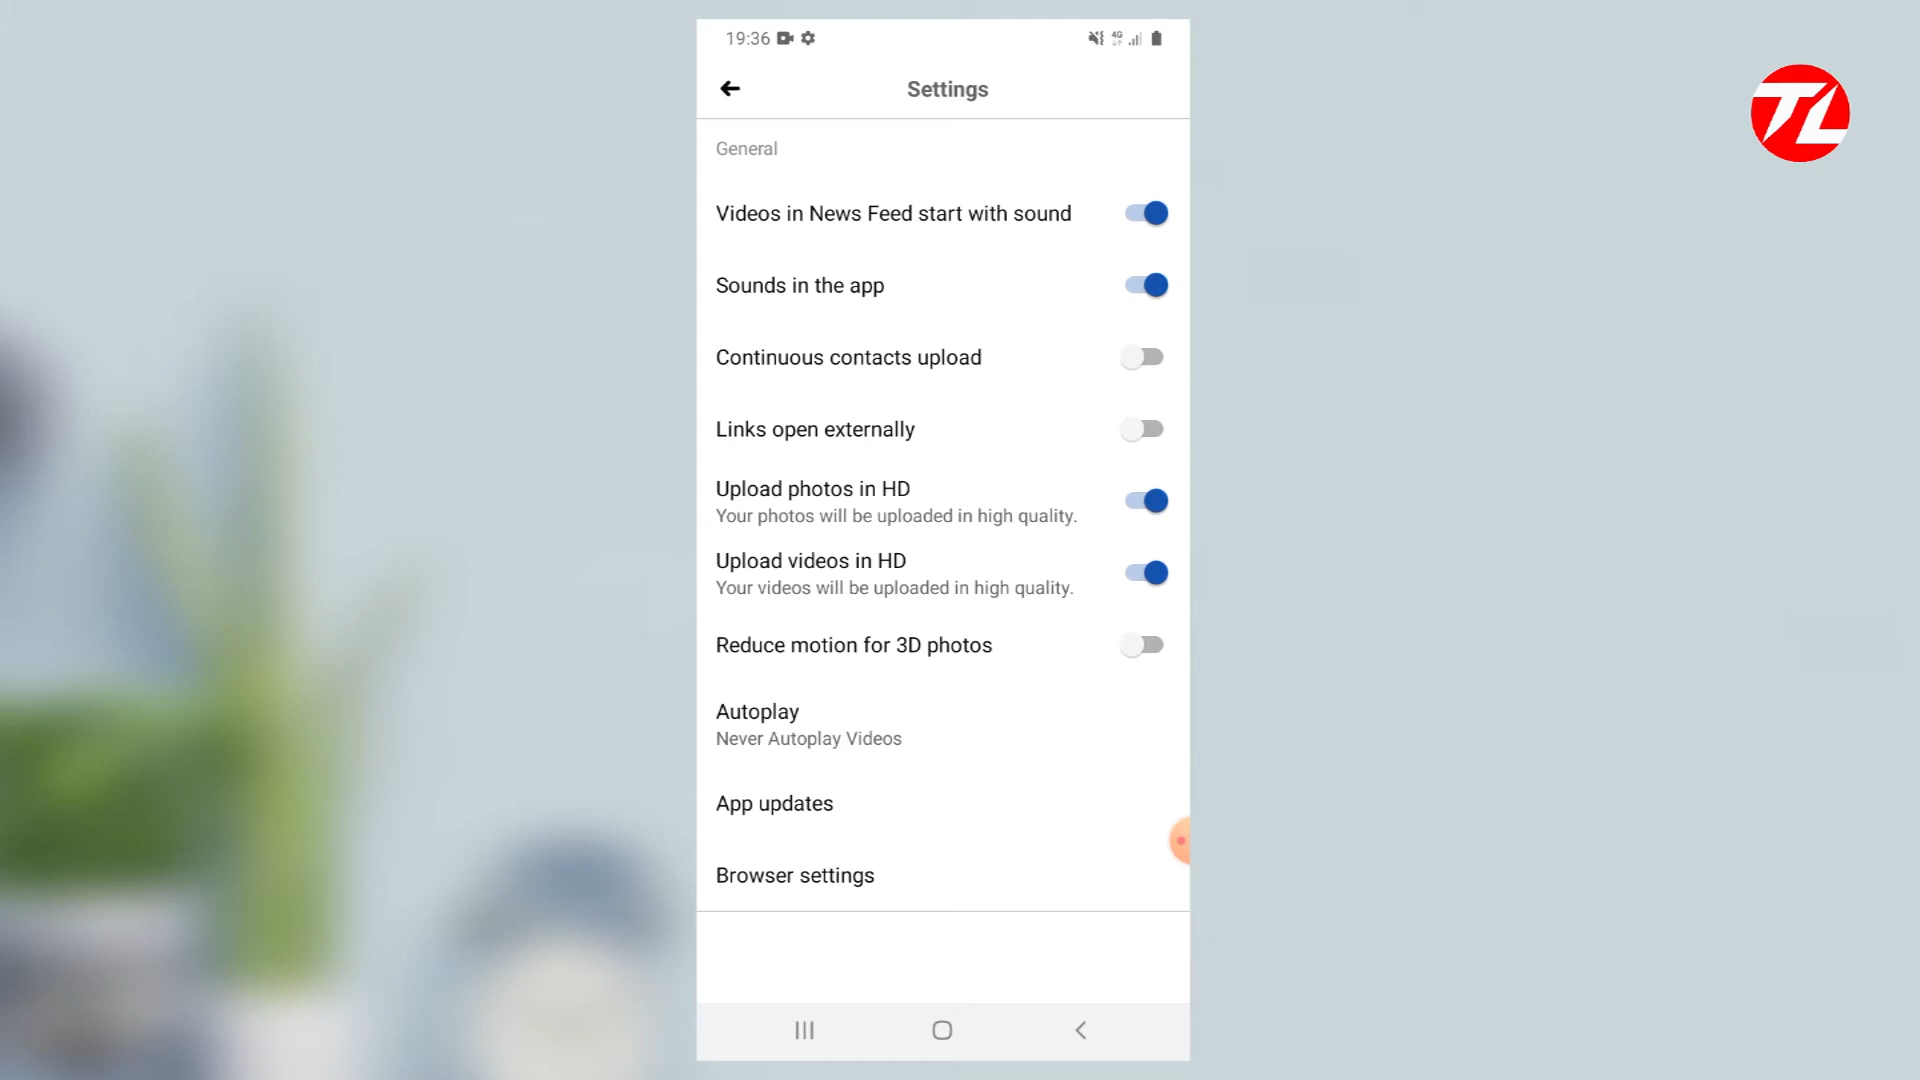 19:36
4G
TL
Settings
General
Videos in News Feed start with sound
Sounds in the app
Continuous contacts upload
Links open externally
Upload photos in HD
Your photos will be uploaded in high quality.
Upload videos in HD
Your videos will be uploaded in high quality.
Reduce motion for 3D photos
Autoplay
Never Autoplay Videos
App updates
Browser settings